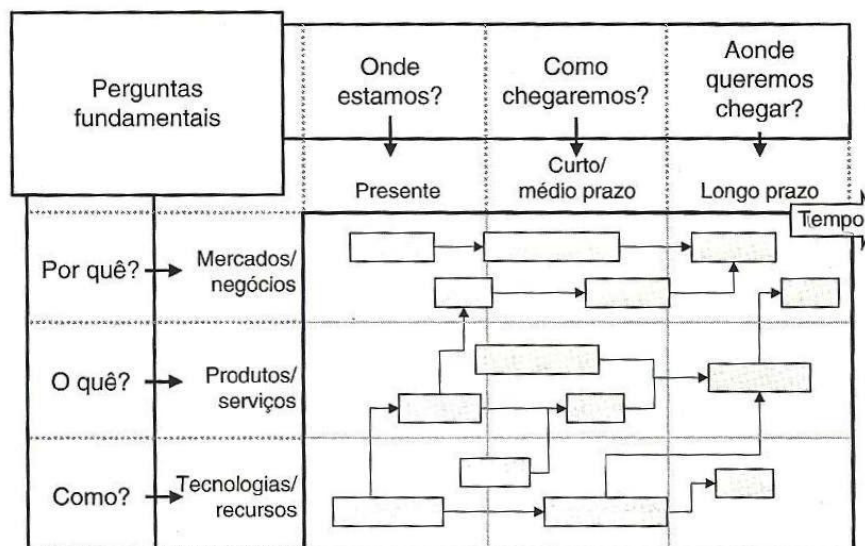 Perguntas
fundamentais
Onde
estamos?
Como
chegaremos?
Aonde
queremos
chegar?
Presente
Curto/
médio prazo
Longo prazo
Tempo
Por quê?
Mercados/
negócios
O quê?
Produtos/
serviços
Como?
Tecnologias/
recursos